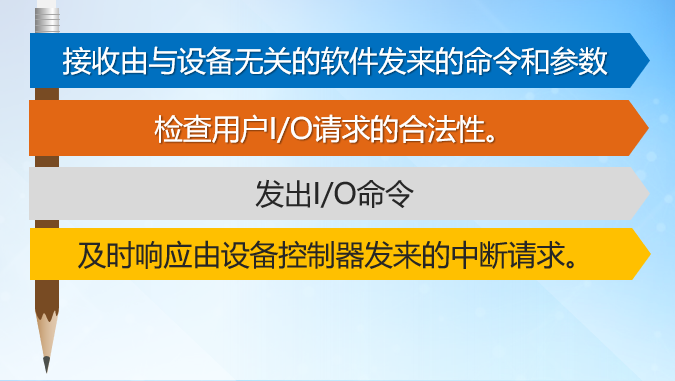 接收由与设备无关的软件发来的命令和参数
检查用户I/O请求的合法性。
发出I/O命令
及时响应由设备控制器发来的中断请求。